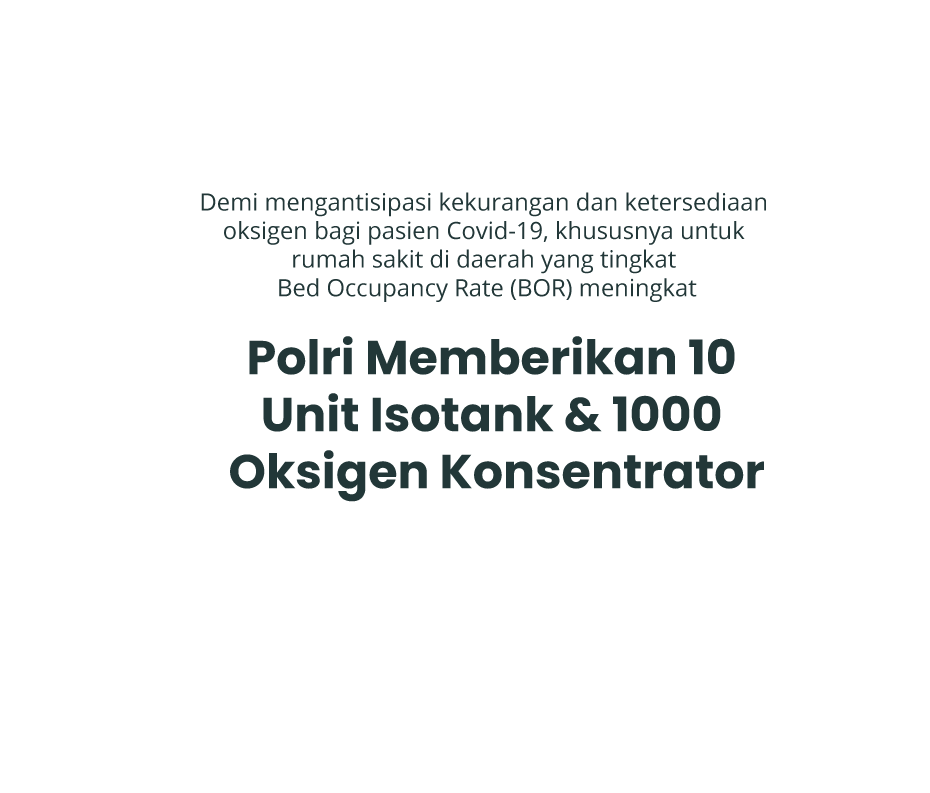 Demi mengantisipasi kekurangan dan ketersediaan
oksigen bagi pasien Covid-19, khususnya untuk
rumah sakit di daerah yang tingkat
Bed Occupancy Rate (BOR) meningkat
Polri Memberikan 10
Unit Isotank & 1000
Oksigen Konsentrator